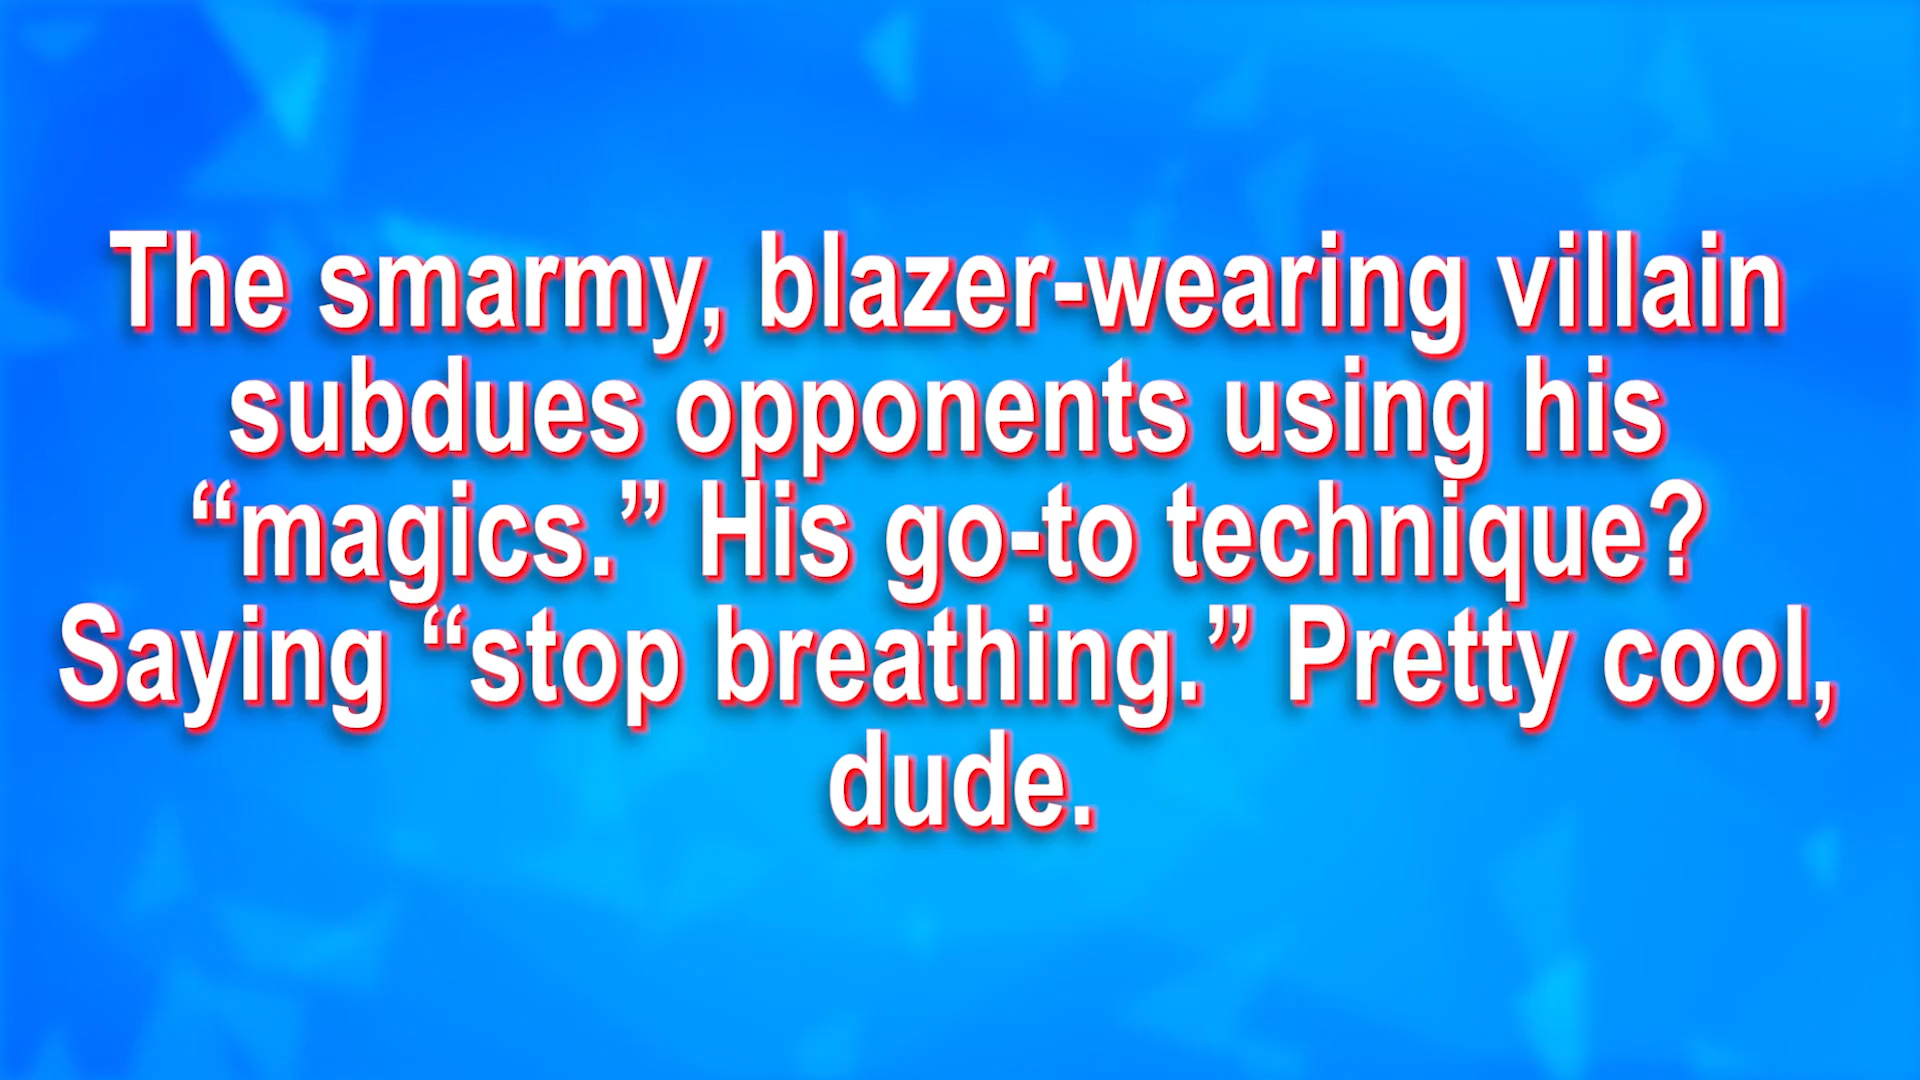 The smarmy, blazer-wearing villain
subdues opponents using his
“magics.” His go-to technique?
Saying “stop breathing.” Pretty cool,
dude.